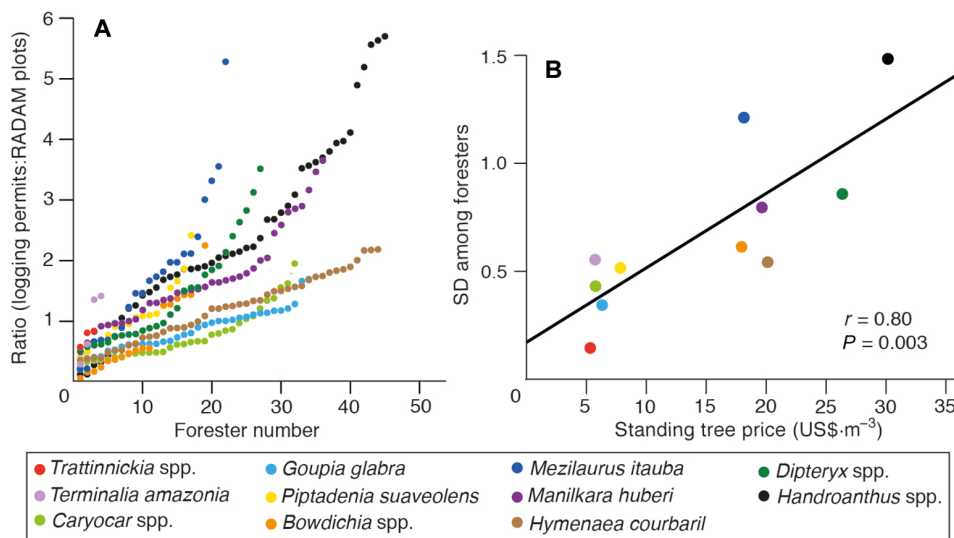 A
Ratio (logging permits:RADAM plots)
6
5
4
3
2
1
0
10
20
30
40
50
Forester number
B
SD among foresters
1.5
1.0
0.5
0
5
10
15
20
25
30
35
Standing tree price (US$·m⁻³)
r = 0.80
P = 0.003
Trattinnickia spp.
Terminalia amazonia
Caryocar spp.
Goupia glabra
Piptadenia suaveolens
Bowdichia spp.
Mezilaurus itauba
Manilkara huberi
Hymenaea courbaril
Dipteryx spp.
Handroanthus spp.